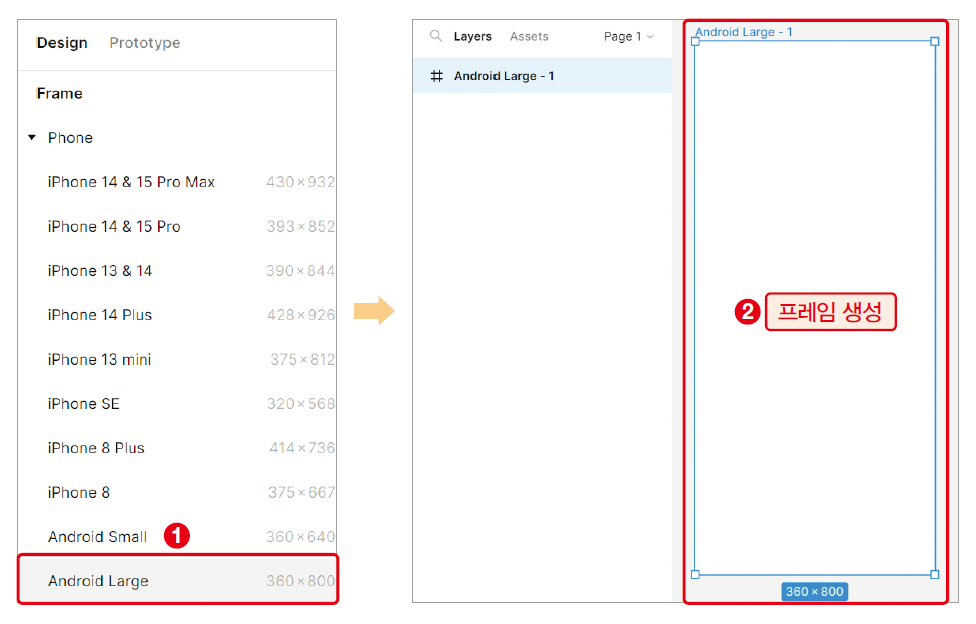 Design Prototype
Frame
Phone
iPhone 14 & 15 Pro Max 430×932
iPhone 14 & 15 Pro 393×852
iPhone 13 & 14 390×844
iPhone 14 Plus 428×926
iPhone 13 mini 375×812
iPhone SE 320×568
iPhone 8 Plus 414×736
iPhone 8 375×667
Android Small 1 360×640
Android Large 360×800
Layers Assets Page 1
Android Large - 1
Android Large - 1
2 프레임 생성
360 × 800